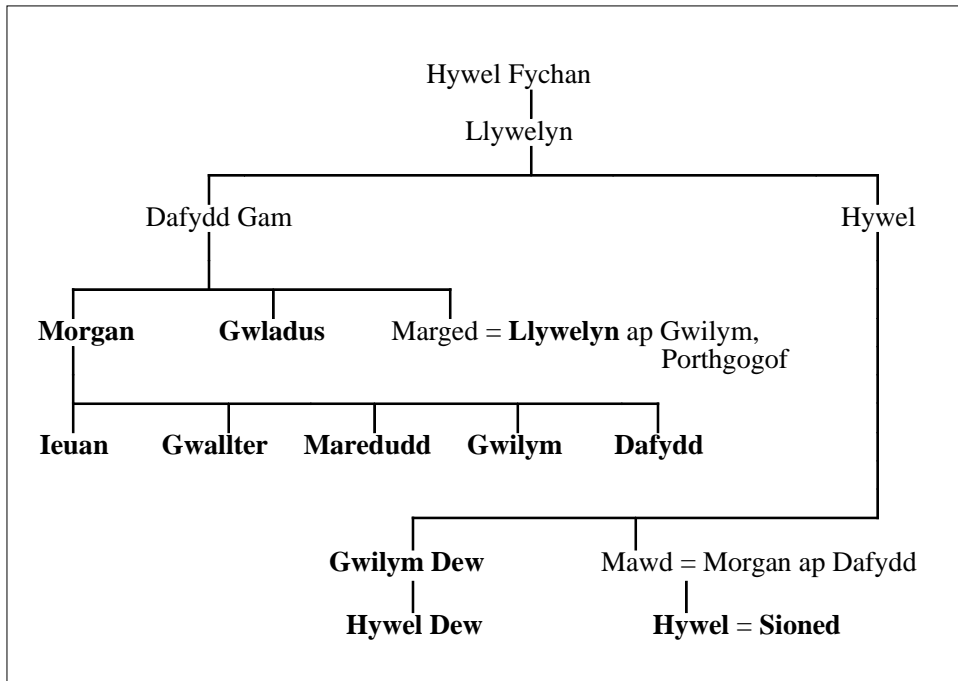 Hywel Fychan
Llywelyn
Dafydd Gam Hywel
Morgan Gwladus Marged = Llywelyn ap Gwilym,
Porthgogof
Ieuan Gwallter Maredudd Gwilym Dafydd
Gwilym Dew Mawd = Morgan ap Dafydd
Hywel Dew Hywel = Sioned